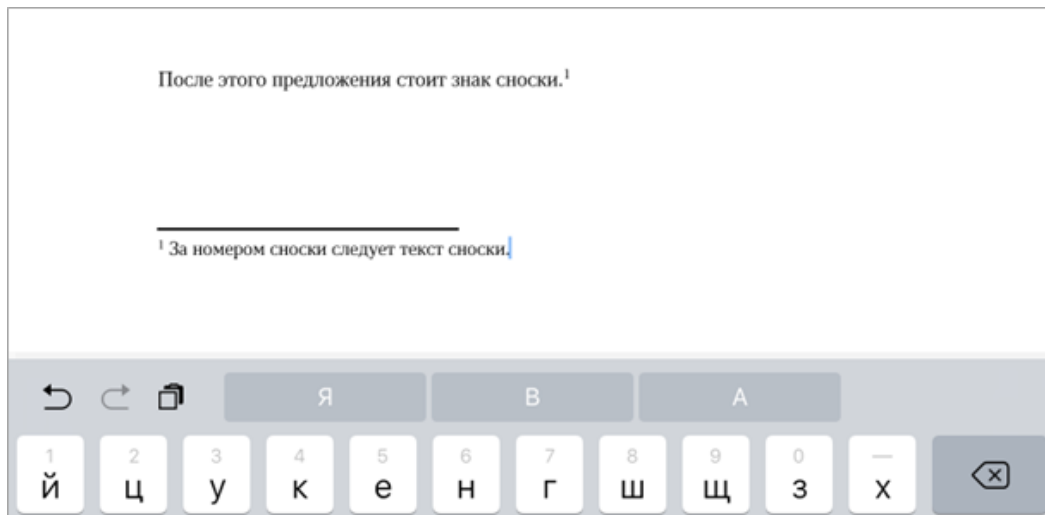 После этого предложения стоит знак сноски.¹
¹ За номером сноски следует текст сноски.
Я В А
1 2 3 4 5 6 7 8 9 0 —
й ц у к е н г ш щ з х